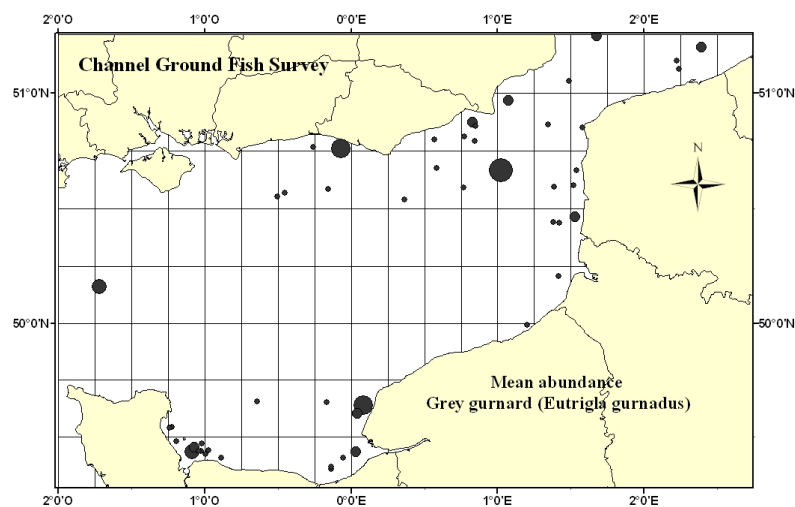 2°0'O 1°0'O 0°0'E 1°0'E 2°0'E
Channel Ground Fish Survey
51°0'N 51°0'N
N
50°0'N 50°0'N
Mean abundance
Grey gurnard (Eutrigla gurnadus)
2°0'O 1°0'O 0°0'E 1°0'E 2°0'E